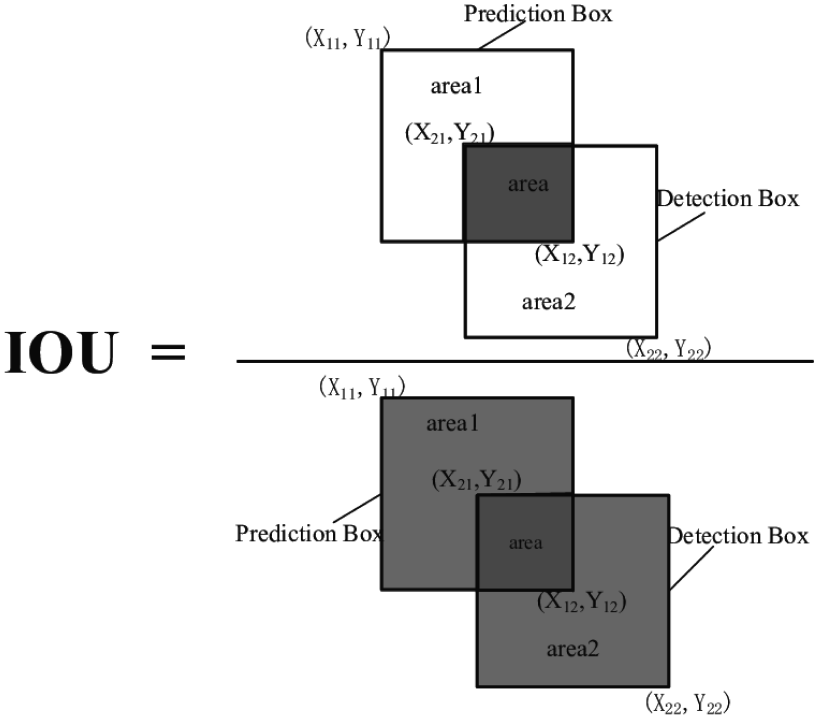 Prediction Box
(X₁₁, Y₁₁)
area1
(X₂₁,Y₂₁)
area
Detection Box
(X₁₂,Y₁₂)
area2
(X₂₂, Y₂₂)
IOU =
(X₁₁, Y₁₁)
area1
(X₂₁,Y₂₁)
Prediction Box
area
Detection Box
(X₁₂,Y₁₂)
area2
(X₂₂, Y₂₂)